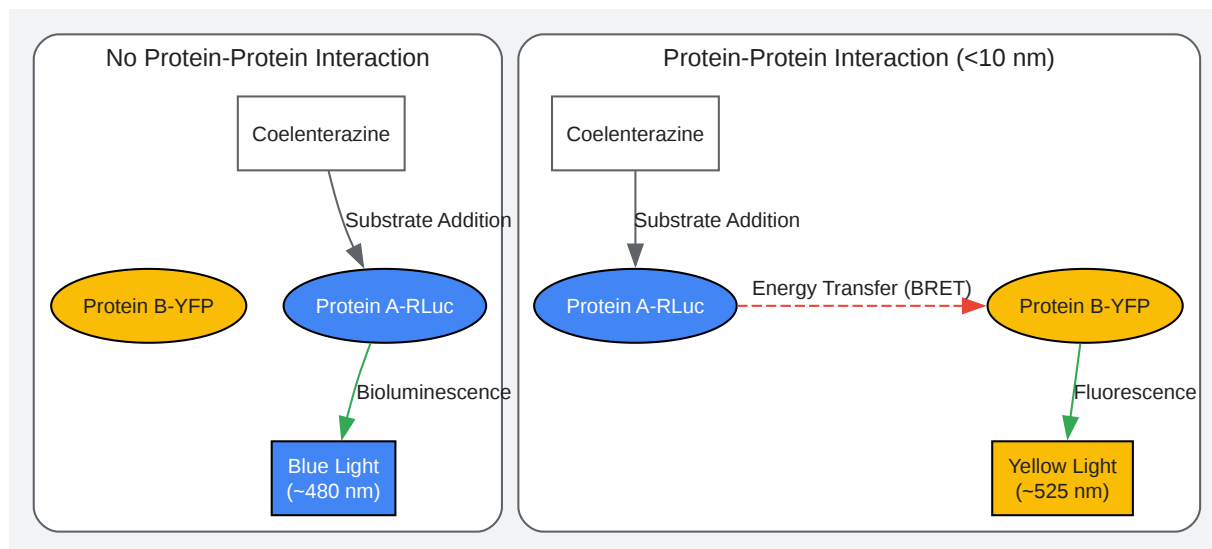 No Protein-Protein Interaction
Coelenterazine
Substrate Addition
Protein B-YFP
Protein A-RLuc
Bioluminescence
Blue Light
(~480 nm)
Protein-Protein Interaction (<10 nm)
Coelenterazine
Substrate Addition
Protein A-RLuc
Energy Transfer (BRET)
Protein B-YFP
Fluorescence
Yellow Light
(~525 nm)